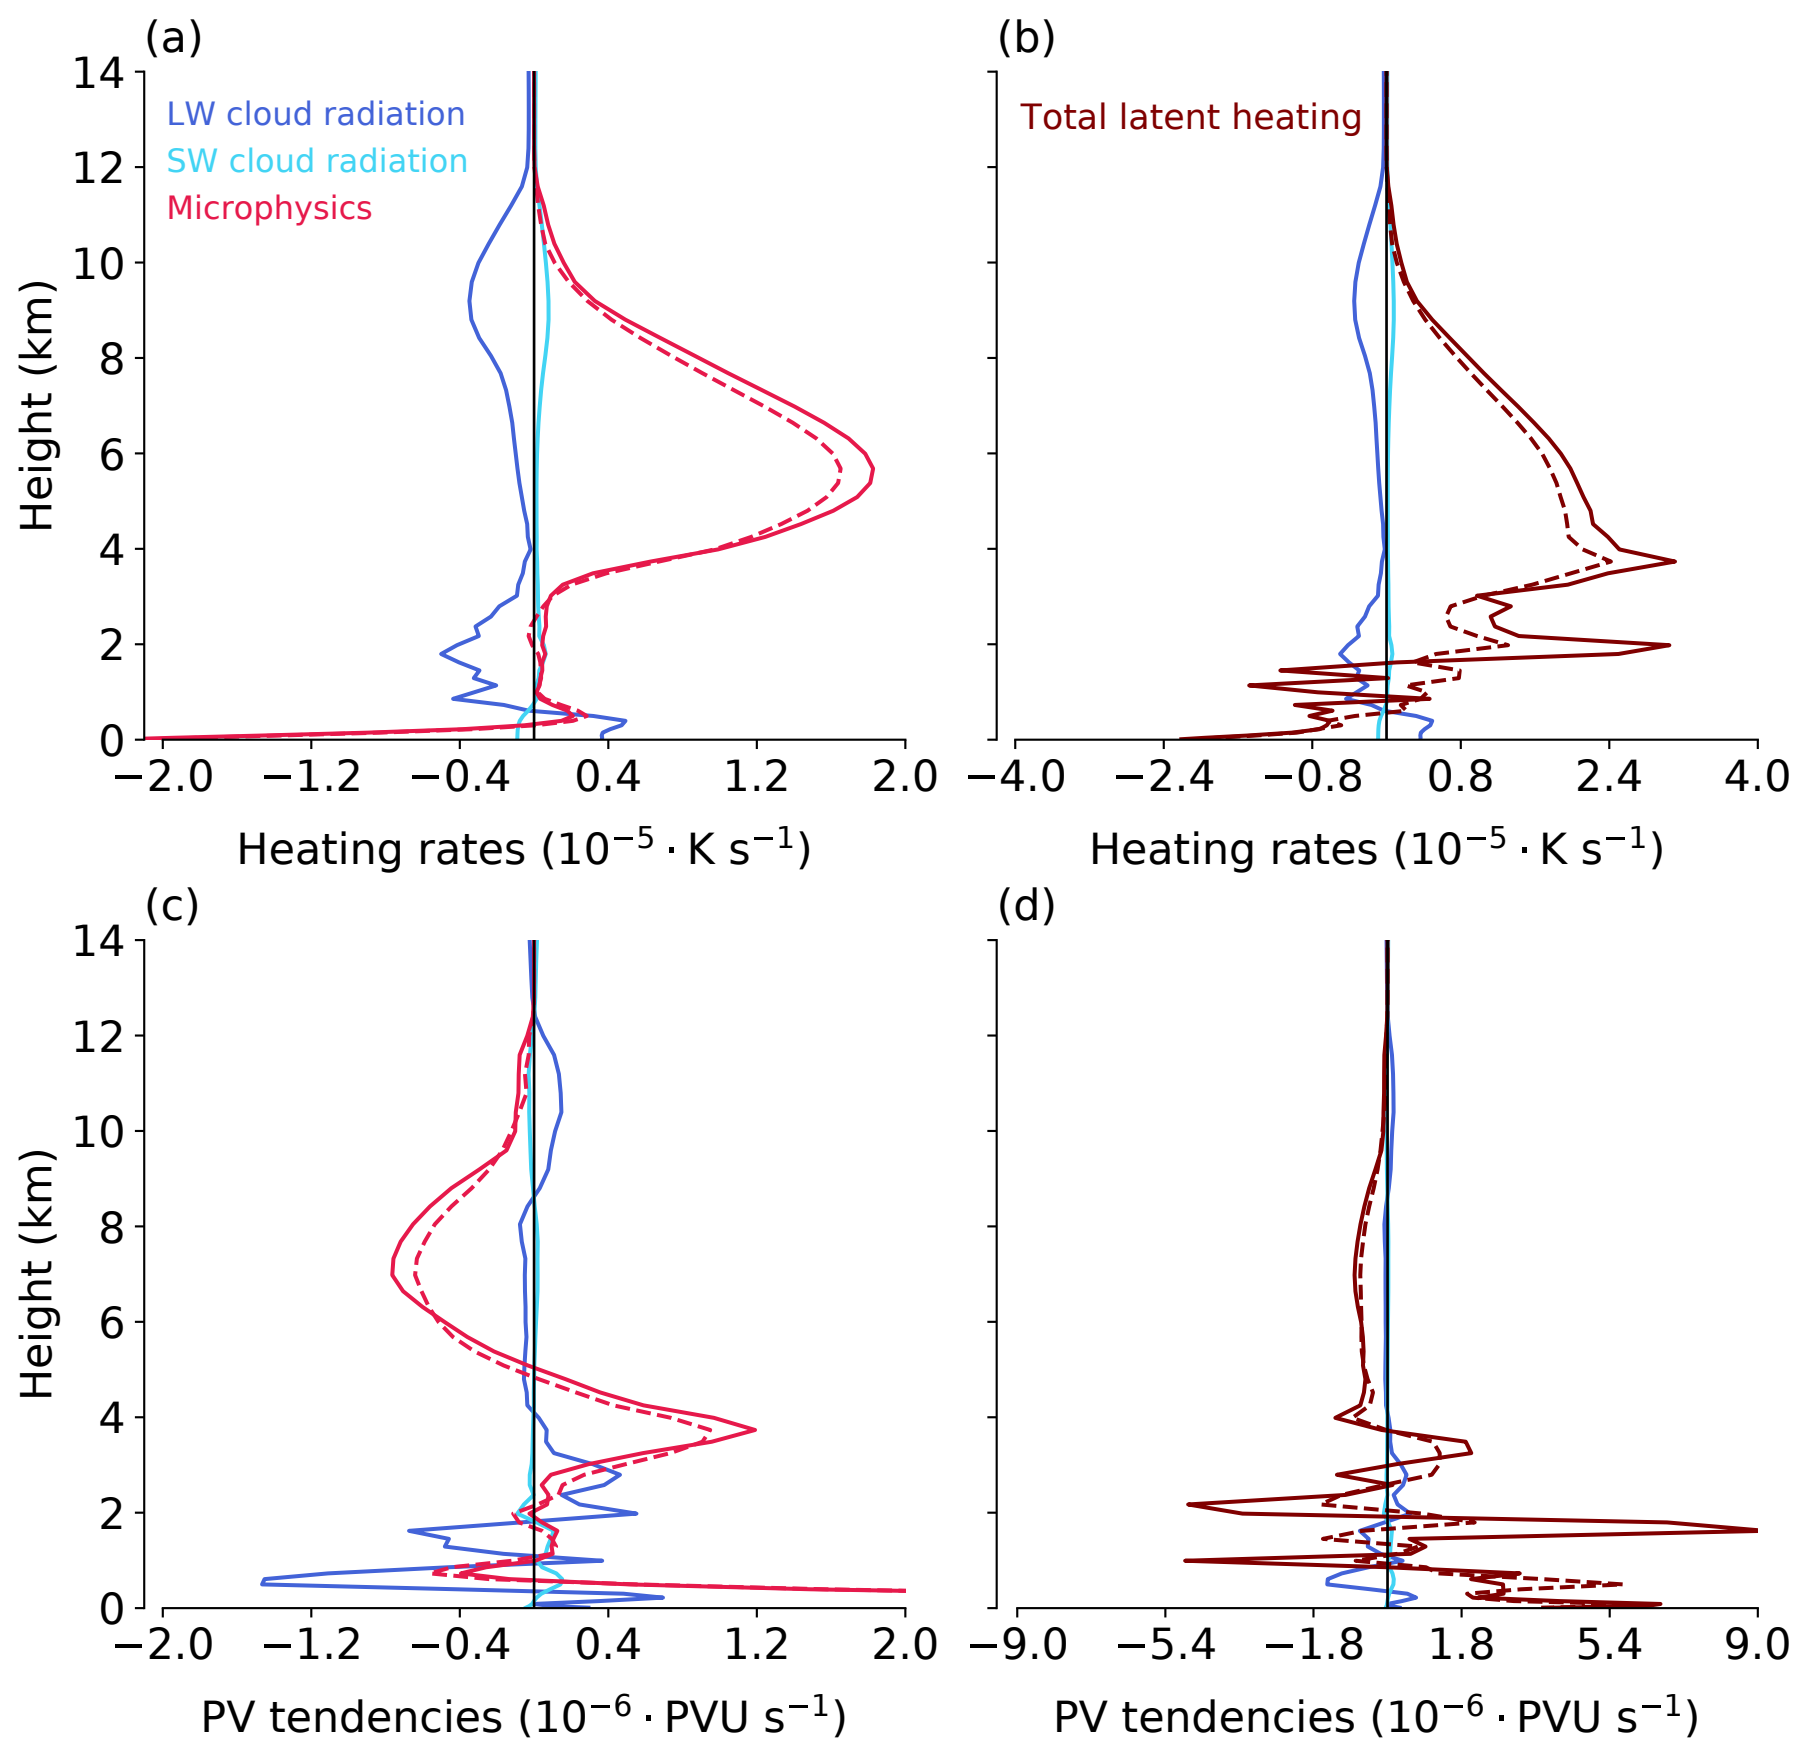 (a) (b)
14
LW cloud radiation Total latent heating
SW cloud radiation
12
Microphysics
10
Height (km)
8
6
4
2
0
−2.0 −1.2 −0.4 0.4 1.2 2.0 −4.0 −2.4 −0.8 0.8 2.4 4.0
Heating rates (10⁻⁵ · K s⁻¹) Heating rates (10⁻⁵ · K s⁻¹)
(c) (d)
14
12
10
Height (km)
8
6
4
2
0
−2.0 −1.2 −0.4 0.4 1.2 2.0 −9.0 −5.4 −1.8 1.8 5.4 9.0
PV tendencies (10⁻⁶ · PVU s⁻¹) PV tendencies (10⁻⁶ · PVU s⁻¹)